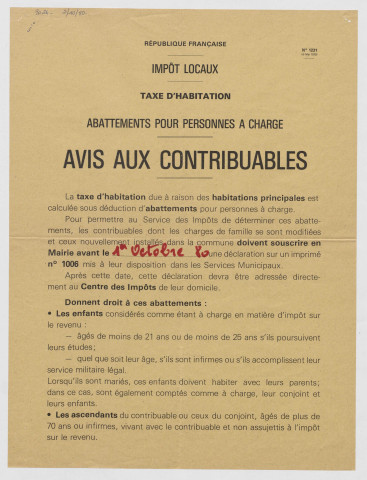 RÉPUBLIQUE FRANÇAISE
N° 1231
IMPÔT LOCAUX
TAXE D'HABITATION
ABATTEMENTS POUR PERSONNES A CHARGE
AVIS AUX CONTRIBUABLES
La taxe d'habitation due à raison des habitations principales est
calculée sous déduction d'abattements pour personnes à charge.
Pour permettre au Service des Impôts de déterminer ces abatte-
ments, les contribuables dont les charges de famille se sont modifiées
et ceux nouvellement installés dans la commune doivent souscrire en
Mairie avant le 1er Octobre 80 une déclaration sur un imprimé
n° 1006 mis à leur disposition dans les Services Municipaux.
Après cette date, cette déclaration devra être adressée directe-
ment au Centre des Impôts de leur domicile.
Donnent droit à ces abattements :
• Les enfants considérés comme étant à charge en matière d'impôt sur
le revenu :
— âgés de moins de 21 ans ou de moins de 25 ans s'ils poursuivent
leurs études;
— quel que soit leur âge, s'ils sont infirmes ou s'ils accomplissent leur
service militaire légal.
Lorsqu'ils sont mariés, ces enfants doivent habiter avec leurs parents;
dans ce cas, sont également comptés comme à charge, leur conjoint et
leurs enfants.
• Les ascendants du contribuable ou ceux du conjoint, âgés de plus de
70 ans ou infirmes, vivant avec le contribuable et non assujettis à l'impôt
sur le revenu.